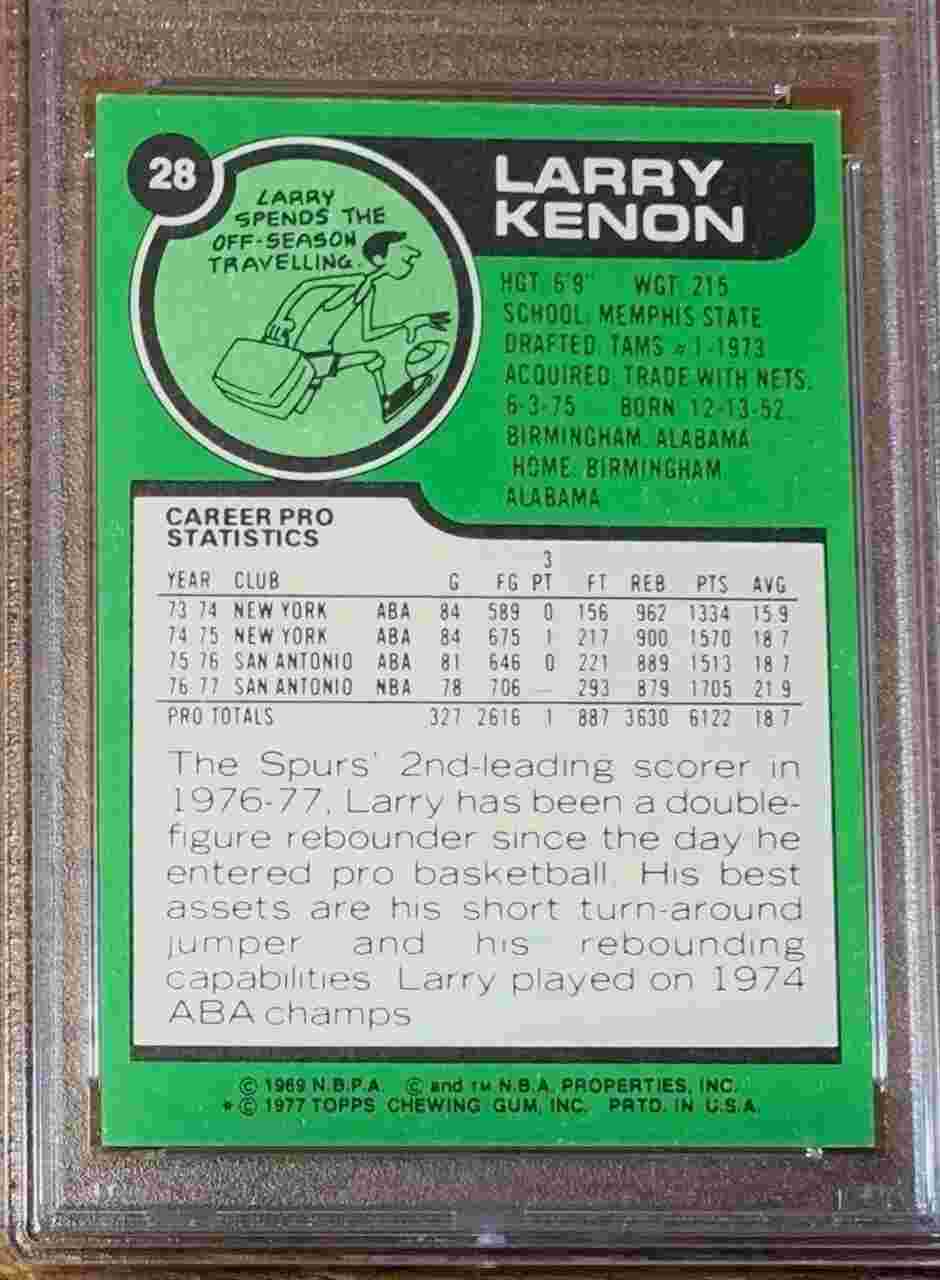 28
LARRY
KENON
LARRY
SPENDS THE
OFF-SEASON
TRAVELLING.
HGT: 6'9" WGT: 215
SCHOOL: MEMPHIS STATE
DRAFTED: TAMS #1-1973
ACQUIRED: TRADE WITH NETS,
6-3-75 BORN: 12-13-52,
BIRMINGHAM, ALABAMA
HOME: BIRMINGHAM,
ALABAMA
CAREER PRO
STATISTICS
3
YEAR CLUB G FG PT FT REB. PTS AVG
73 74 NEW YORK ABA 84 589 0 156 962 1334 15.9
74 75 NEW YORK ABA 84 675 1 217 900 1570 18.7
75 76 SAN ANTONIO ABA 81 646 0 221 889 1513 18.7
76 77 SAN ANTONIO NBA 78 706 — 293 879 1705 21.9
PRO TOTALS 327 2616 1 887 3630 6122 18.7
The Spurs' 2nd-leading scorer in
1976-77, Larry has been a double-
figure rebounder since the day he
entered pro basketball. His best
assets are his short turn-around
jumper and his rebounding
capabilities. Larry played on 1974
ABA champs
© 1969 N.B.P.A. © and TM N.B.A. PROPERTIES, INC.
* © 1977 TOPPS CHEWING GUM, INC. PRTD. IN U.S.A.